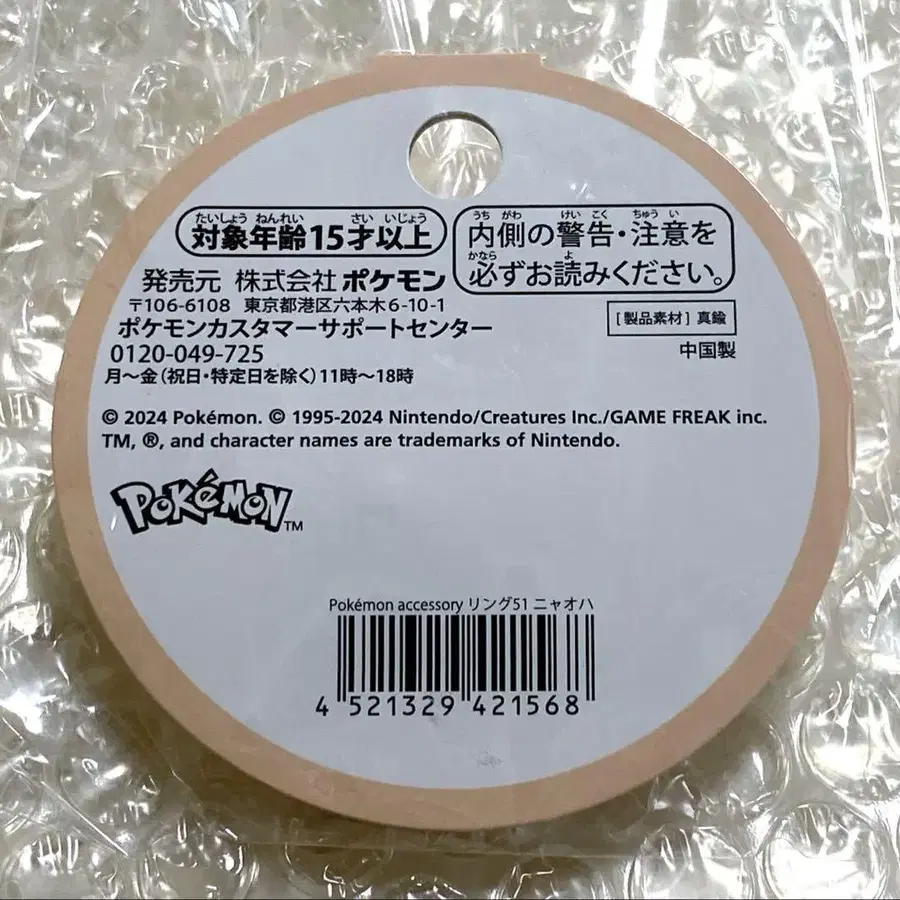 たいしょう ねんれい さい いじょう
対象年齢15才以上
うち がわ けい こく ちゅう い
内側の警告・注意を
かなら よ
必ずお読みください。
発売元 株式会社 ポケモン
〒106-6108 東京都港区六本木6-10-1
ポケモンカスタマーサポートセンター
0120-049-725
月～金(祝日・特定日を除く)11時～18時
[製品素材] 真鍮
中国製
© 2024 Pokémon. © 1995-2024 Nintendo/Creatures Inc./GAME FREAK inc.
TM, ®, and character names are trademarks of Nintendo.
POKéMON TM
Pokémon accessory リング51 ニャオハ
4 521329 421568